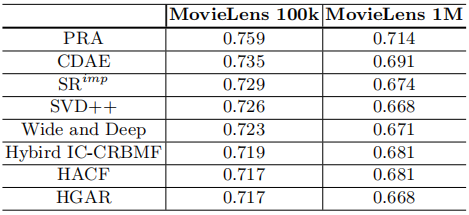 MovieLens 100k MovieLens 1M
PRA 0.759 0.714
CDAE 0.735 0.691
SRimp 0.729 0.674
SVD++ 0.726 0.668
Wide and Deep 0.723 0.671
Hybird IC-CRBMF 0.719 0.681
HACF 0.717 0.681
HGAR 0.717 0.668